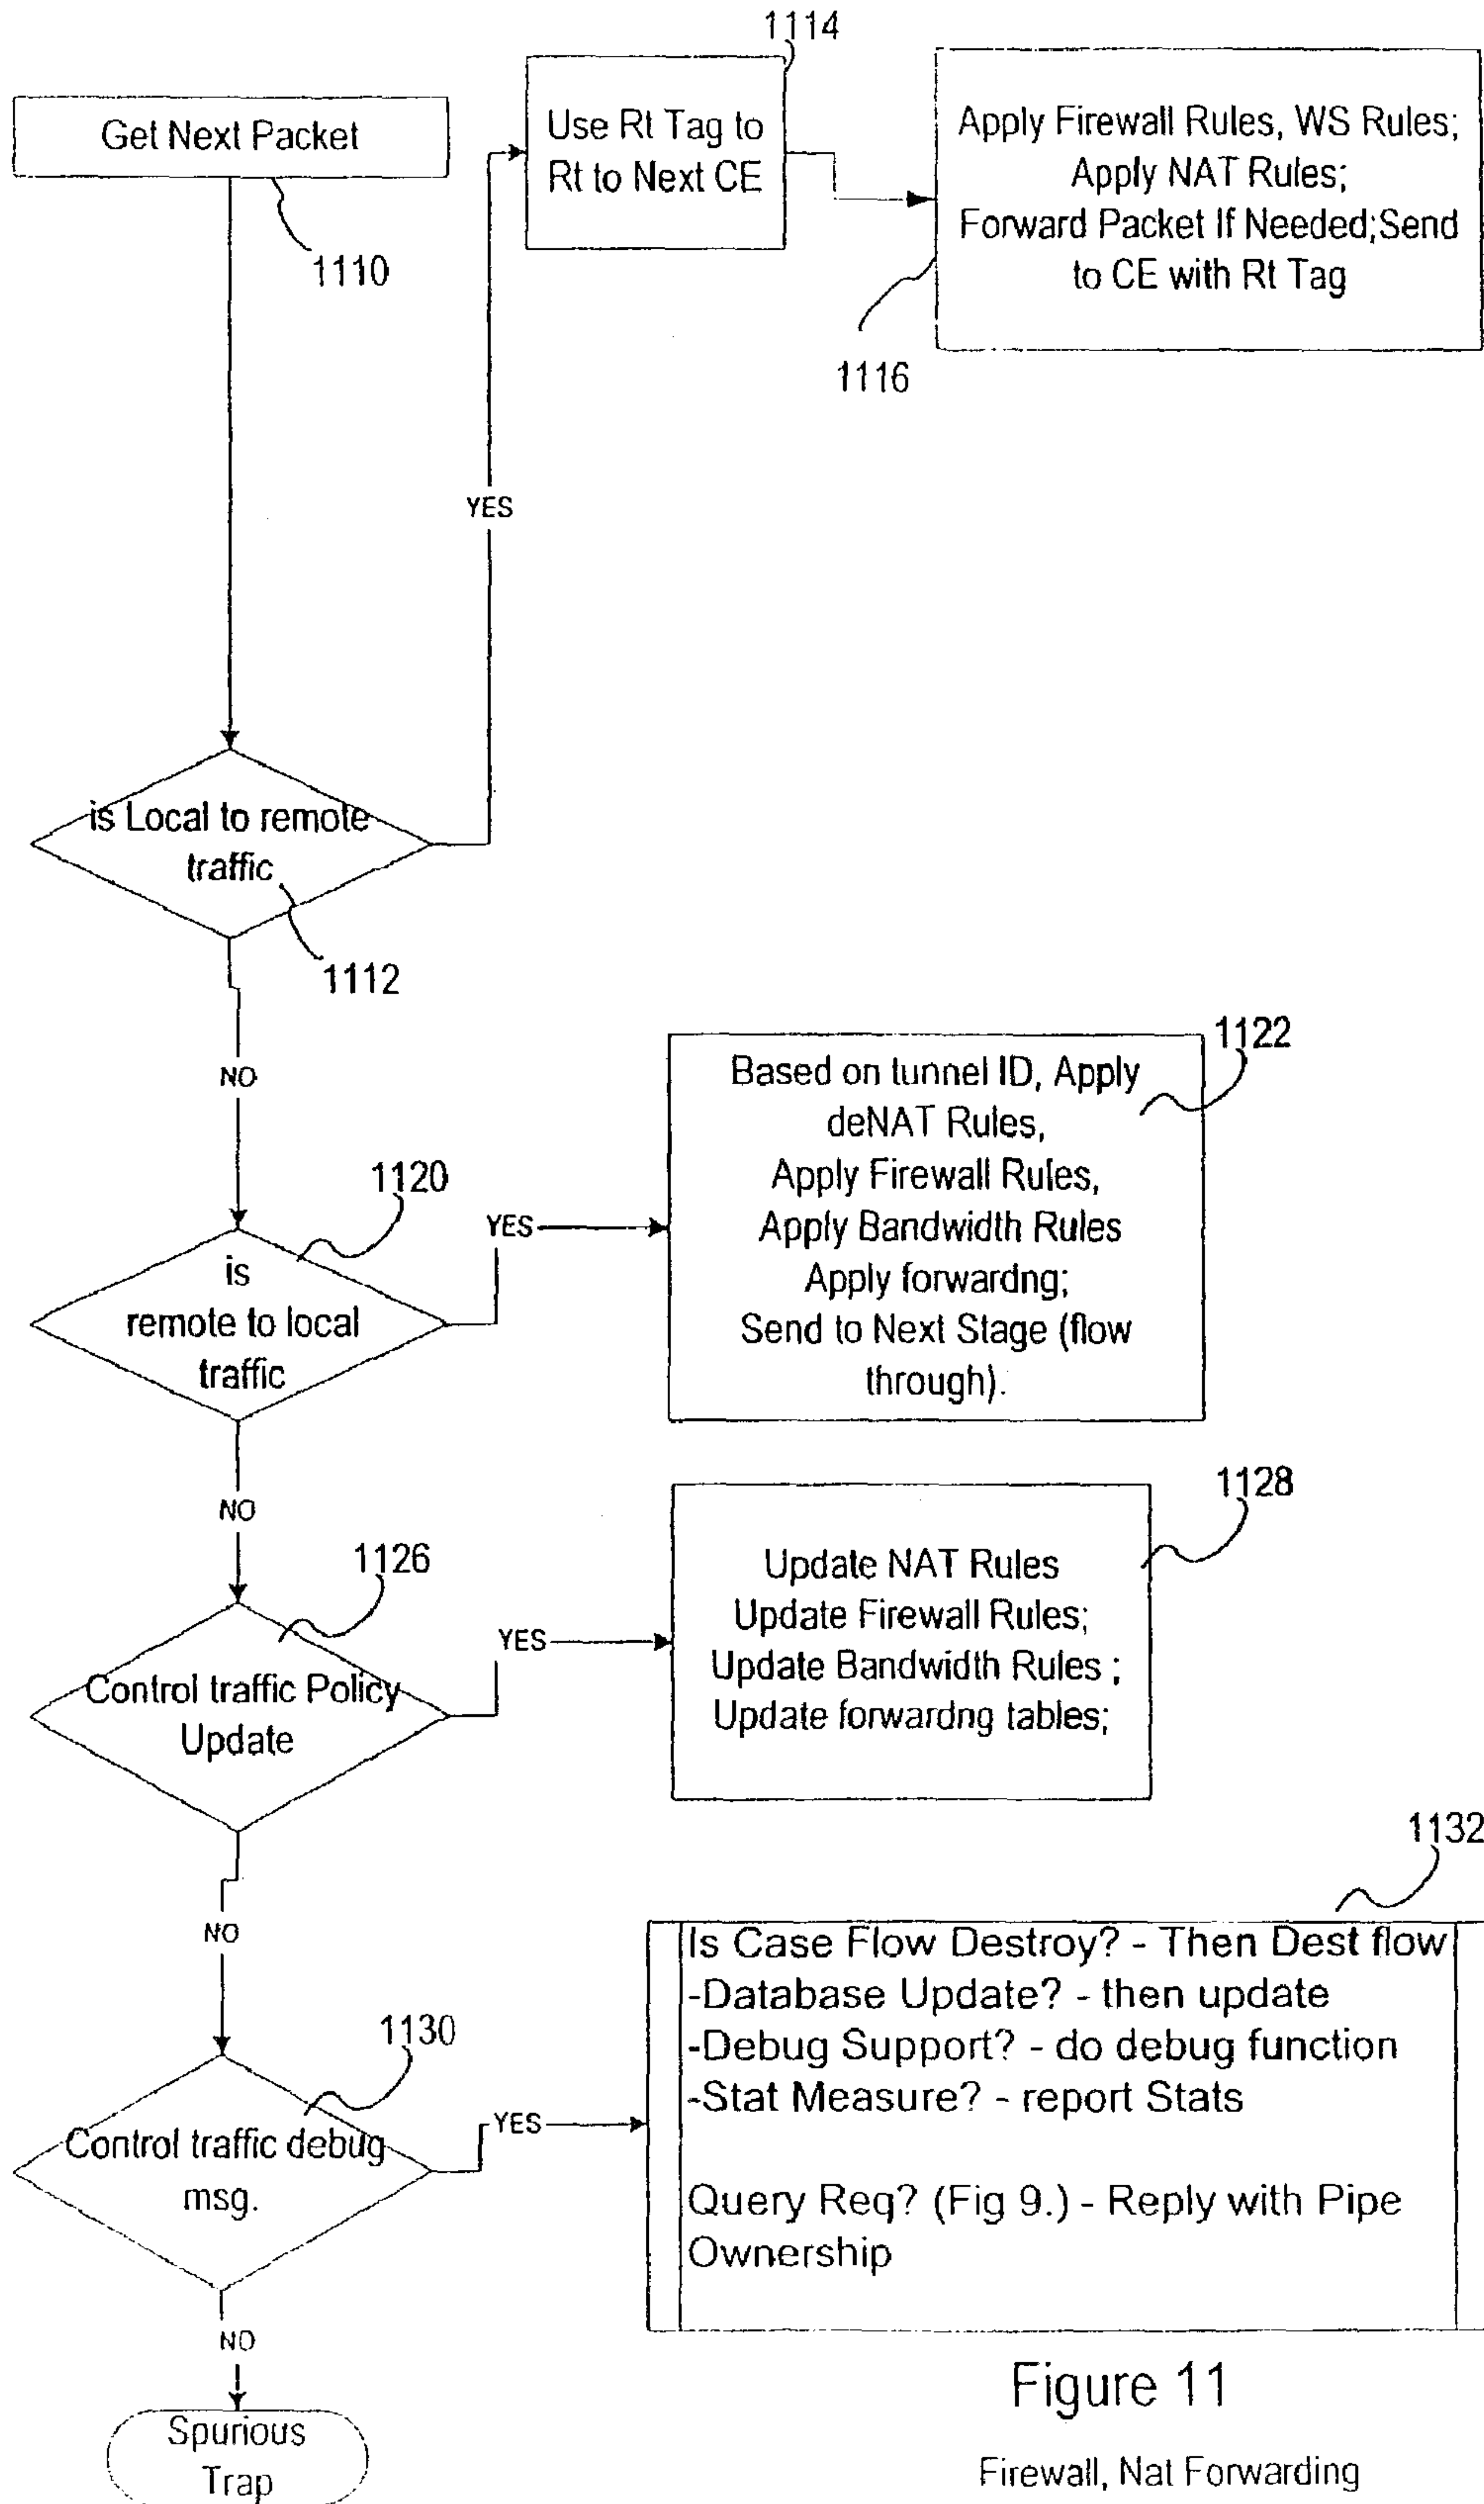 1114
Get Next Packet
1110
Use Rt Tag to
Rt to Next CE
Apply Firewall Rules, WS Rules;
Apply NAT Rules;
Forward Packet If Needed;Send
to CE with Rt Tag
1116
YES
is Local to remote
traffic
1112
NO
1122
Based on tunnel ID, Apply
deNAT Rules,
Apply Firewall Rules,
Apply Bandwidth Rules
Apply forwardng;
Send to Next Stage (flow
through).
1120
YES
is
remote to local
traffic
NO
1128
Update NAT Rules
Update Firewall Rules;
Update Bandwidth Rules ;
Update forwardng tables;
1126
YES
Control traffic Policy
Update
NO
1132
Is Case Flow Destroy? - Then Dest flow
-Database Update? - then update
-Debug Support? - do debug function
-Stat Measure? - report Stats
Query Req? (Fig 9.) - Reply with Pipe
Ownership
1130
YES
Control traffic debug
msg.
NO
Spurious
Trap
Figure 11
Firewall, Nat Forwarding